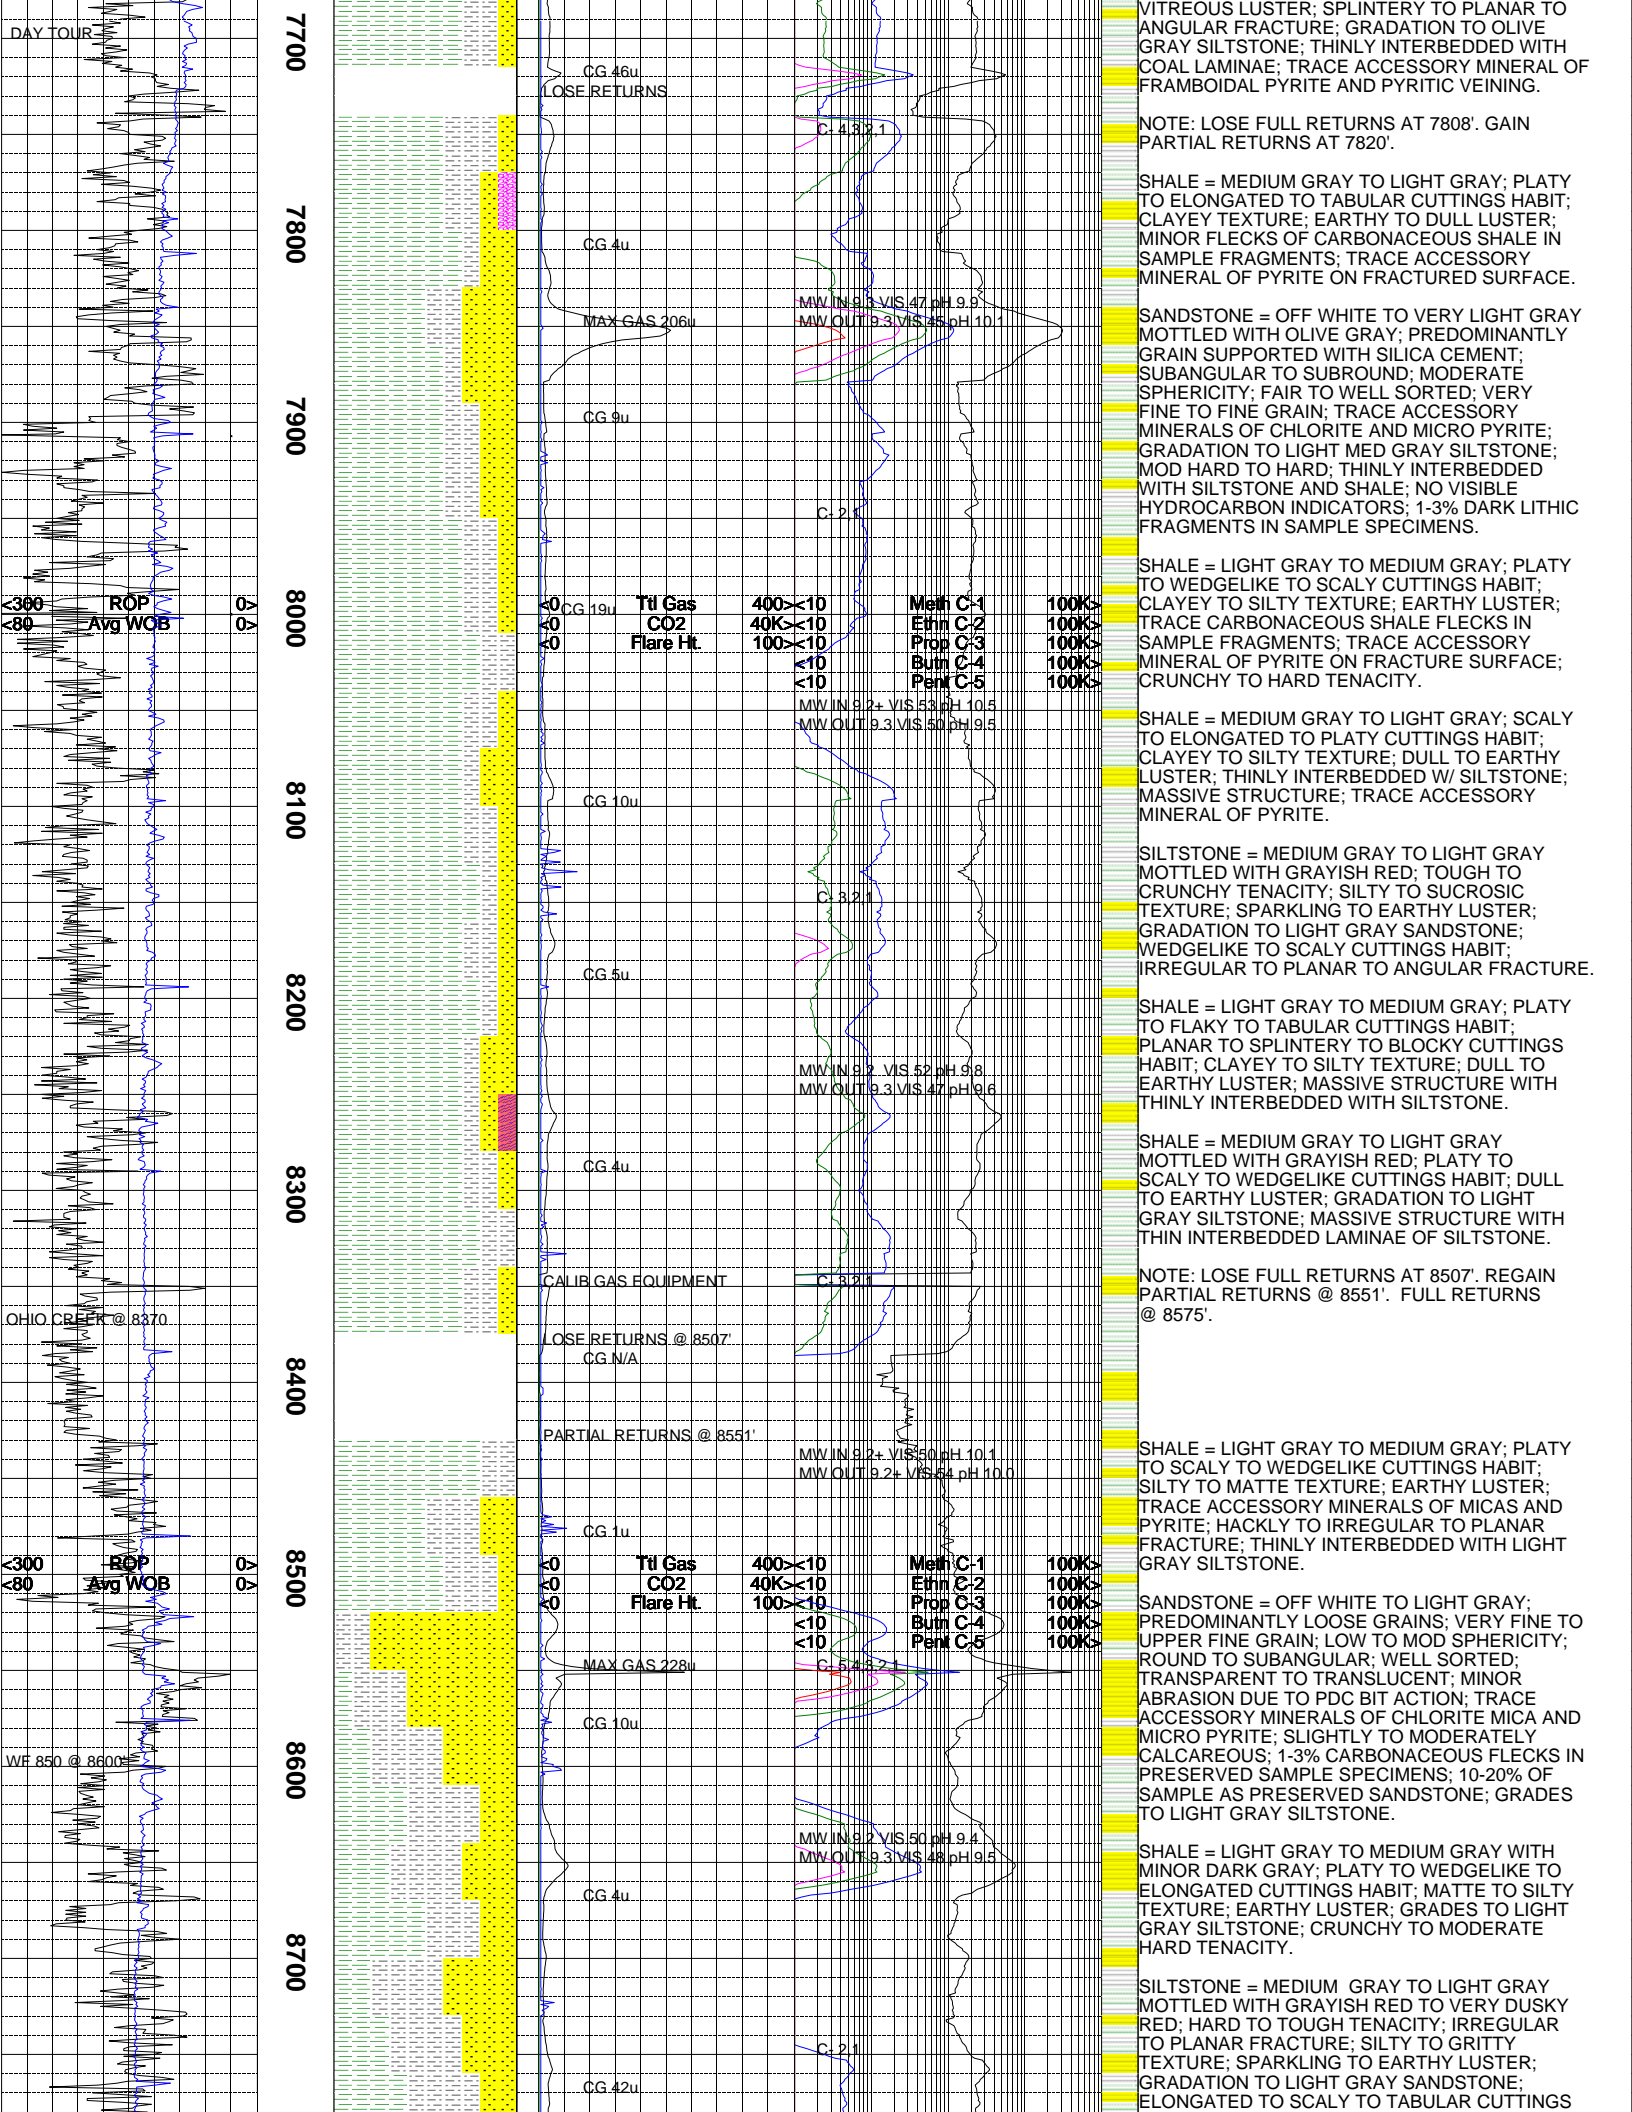 DAY TOUR
7700
CG 46u
LOSE RETURNS
C- 4,3,2,1
7800
CG 4u
MW IN 9.3 VIS 47 pH 9.9
MW OUT 9.3 VIS 45 pH 10.1
MAX GAS 206u
7900
CG 9u
C- 2,1
8000
<300 ROP 0>
<80 Avg WOB 0>
CG 19u
<0 Ttl Gas 400>
<0 CO2 40K>
<0 Flare Ht. 100>
<10 Meth C-1 100K>
<10 Ethn C-2 100K>
<10 Prop C-3 100K>
<10 Butn C-4 100K>
<10 Pent C-5 100K>
MW IN 9.2+ VIS 53 pH 10.5
MW OUT 9.3 VIS 50 pH 9.5
8100
CG 10u
C- 3,2,1
CG 5u
8200
MW IN 9.2 VIS 52 pH 9.8
MW OUT 9.3 VIS 47 pH 9.6
CG 4u
8300
CALIB GAS EQUIPMENT
C- 3,2,1
OHIO CREEK @ 8370
LOSE RETURNS @ 8507'
CG N/A
8400
PARTIAL RETURNS @ 8551'
MW IN 9.2+ VIS 50 pH 10.1
MW OUT 9.2+ VIS 54 pH 10.0
CG 1u
8500
<300 ROP 0>
<80 Avg WOB 0>
<0 Ttl Gas 400>
<0 CO2 40K>
<0 Flare Ht. 100>
<10 Meth C-1 100K>
<10 Ethn C-2 100K>
<10 Prop C-3 100K>
<10 Butn C-4 100K>
<10 Pent C-5 100K>
MAX GAS 228u
C- 5,4,3,2,1
CG 10u
WF 850 @ 8600'
8600
MW IN 9.2 VIS 50 pH 9.4
MW OUT 9.3 VIS 48 pH 9.5
CG 4u
8700
C- 2,1
CG 42u
VITREOUS LUSTER; SPLINTERY TO PLANAR TO
ANGULAR FRACTURE; GRADATION TO OLIVE
GRAY SILTSTONE; THINLY INTERBEDDED WITH
COAL LAMINAE; TRACE ACCESSORY MINERAL OF
FRAMBOIDAL PYRITE AND PYRITIC VEINING.
NOTE: LOSE FULL RETURNS AT 7808'. GAIN
PARTIAL RETURNS AT 7820'.
SHALE = MEDIUM GRAY TO LIGHT GRAY; PLATY
TO ELONGATED TO TABULAR CUTTINGS HABIT;
CLAYEY TEXTURE; EARTHY TO DULL LUSTER;
MINOR FLECKS OF CARBONACEOUS SHALE IN
SAMPLE FRAGMENTS; TRACE ACCESSORY
MINERAL OF PYRITE ON FRACTURED SURFACE.
SANDSTONE = OFF WHITE TO VERY LIGHT GRAY
MOTTLED WITH OLIVE GRAY; PREDOMINANTLY
GRAIN SUPPORTED WITH SILICA CEMENT;
SUBANGULAR TO SUBROUND; MODERATE
SPHERICITY; FAIR TO WELL SORTED; VERY
FINE TO FINE GRAIN; TRACE ACCESSORY
MINERALS OF CHLORITE AND MICRO PYRITE;
GRADATION TO LIGHT MED GRAY SILTSTONE;
MOD HARD TO HARD; THINLY INTERBEDDED
WITH SILTSTONE AND SHALE; NO VISIBLE
HYDROCARBON INDICATORS; 1-3% DARK LITHIC
FRAGMENTS IN SAMPLE SPECIMENS.
SHALE = LIGHT GRAY TO MEDIUM GRAY; PLATY
TO WEDGELIKE TO SCALY CUTTINGS HABIT;
CLAYEY TO SILTY TEXTURE; EARTHY LUSTER;
TRACE CARBONACEOUS SHALE FLECKS IN
SAMPLE FRAGMENTS; TRACE ACCESSORY
MINERAL OF PYRITE ON FRACTURE SURFACE;
CRUNCHY TO HARD TENACITY.
SHALE = MEDIUM GRAY TO LIGHT GRAY; SCALY
TO ELONGATED TO PLATY CUTTINGS HABIT;
CLAYEY TO SILTY TEXTURE; DULL TO EARTHY
LUSTER; THINLY INTERBEDDED W/ SILTSTONE;
MASSIVE STRUCTURE; TRACE ACCESSORY
MINERAL OF PYRITE.
SILTSTONE = MEDIUM GRAY TO LIGHT GRAY
MOTTLED WITH GRAYISH RED; TOUGH TO
CRUNCHY TENACITY; SILTY TO SUCROSIC
TEXTURE; SPARKLING TO EARTHY LUSTER;
GRADATION TO LIGHT GRAY SANDSTONE;
WEDGELIKE TO SCALY CUTTINGS HABIT;
IRREGULAR TO PLANAR TO ANGULAR FRACTURE.
SHALE = LIGHT GRAY TO MEDIUM GRAY; PLATY
TO FLAKY TO TABULAR CUTTINGS HABIT;
PLANAR TO SPLINTERY TO BLOCKY CUTTINGS
HABIT; CLAYEY TO SILTY TEXTURE; DULL TO
EARTHY LUSTER; MASSIVE STRUCTURE WITH
THINLY INTERBEDDED WITH SILTSTONE.
SHALE = MEDIUM GRAY TO LIGHT GRAY
MOTTLED WITH GRAYISH RED; PLATY TO
SCALY TO WEDGELIKE CUTTINGS HABIT; DULL
TO EARTHY LUSTER; GRADATION TO LIGHT
GRAY SILTSTONE; MASSIVE STRUCTURE WITH
THIN INTERBEDDED LAMINAE OF SILTSTONE.
NOTE: LOSE FULL RETURNS AT 8507'. REGAIN
PARTIAL RETURNS @ 8551'. FULL RETURNS
@ 8575'.
SHALE = LIGHT GRAY TO MEDIUM GRAY; PLATY
TO SCALY TO WEDGELIKE CUTTINGS HABIT;
SILTY TO MATTE TEXTURE; EARTHY LUSTER;
TRACE ACCESSORY MINERALS OF MICAS AND
PYRITE; HACKLY TO IRREGULAR TO PLANAR
FRACTURE; THINLY INTERBEDDED WITH LIGHT
GRAY SILTSTONE.
SANDSTONE = OFF WHITE TO LIGHT GRAY;
PREDOMINANTLY LOOSE GRAINS; VERY FINE TO
UPPER FINE GRAIN; LOW TO MOD SPHERICITY;
ROUND TO SUBANGULAR; WELL SORTED;
TRANSPARENT TO TRANSLUCENT; MINOR
ABRASION DUE TO PDC BIT ACTION; TRACE
ACCESSORY MINERALS OF CHLORITE MICA AND
MICRO PYRITE; SLIGHTLY TO MODERATELY
CALCAREOUS; 1-3% CARBONACEOUS FLECKS IN
PRESERVED SAMPLE SPECIMENS; 10-20% OF
SAMPLE AS PRESERVED SANDSTONE; GRADES
TO LIGHT GRAY SILTSTONE.
SHALE = LIGHT GRAY TO MEDIUM GRAY WITH
MINOR DARK GRAY; PLATY TO WEDGELIKE TO
ELONGATED CUTTINGS HABIT; MATTE TO SILTY
TEXTURE; EARTHY LUSTER; GRADES TO LIGHT
GRAY SILTSTONE; CRUNCHY TO MODERATE
HARD TENACITY.
SILTSTONE = MEDIUM GRAY TO LIGHT GRAY
MOTTLED WITH GRAYISH RED TO VERY DUSKY
RED; HARD TO TOUGH TENACITY; IRREGULAR
TO PLANAR FRACTURE; SILTY TO GRITTY
TEXTURE; SPARKLING TO EARTHY LUSTER;
GRADATION TO LIGHT GRAY SANDSTONE;
ELONGATED TO SCALY TO TABULAR CUTTINGS